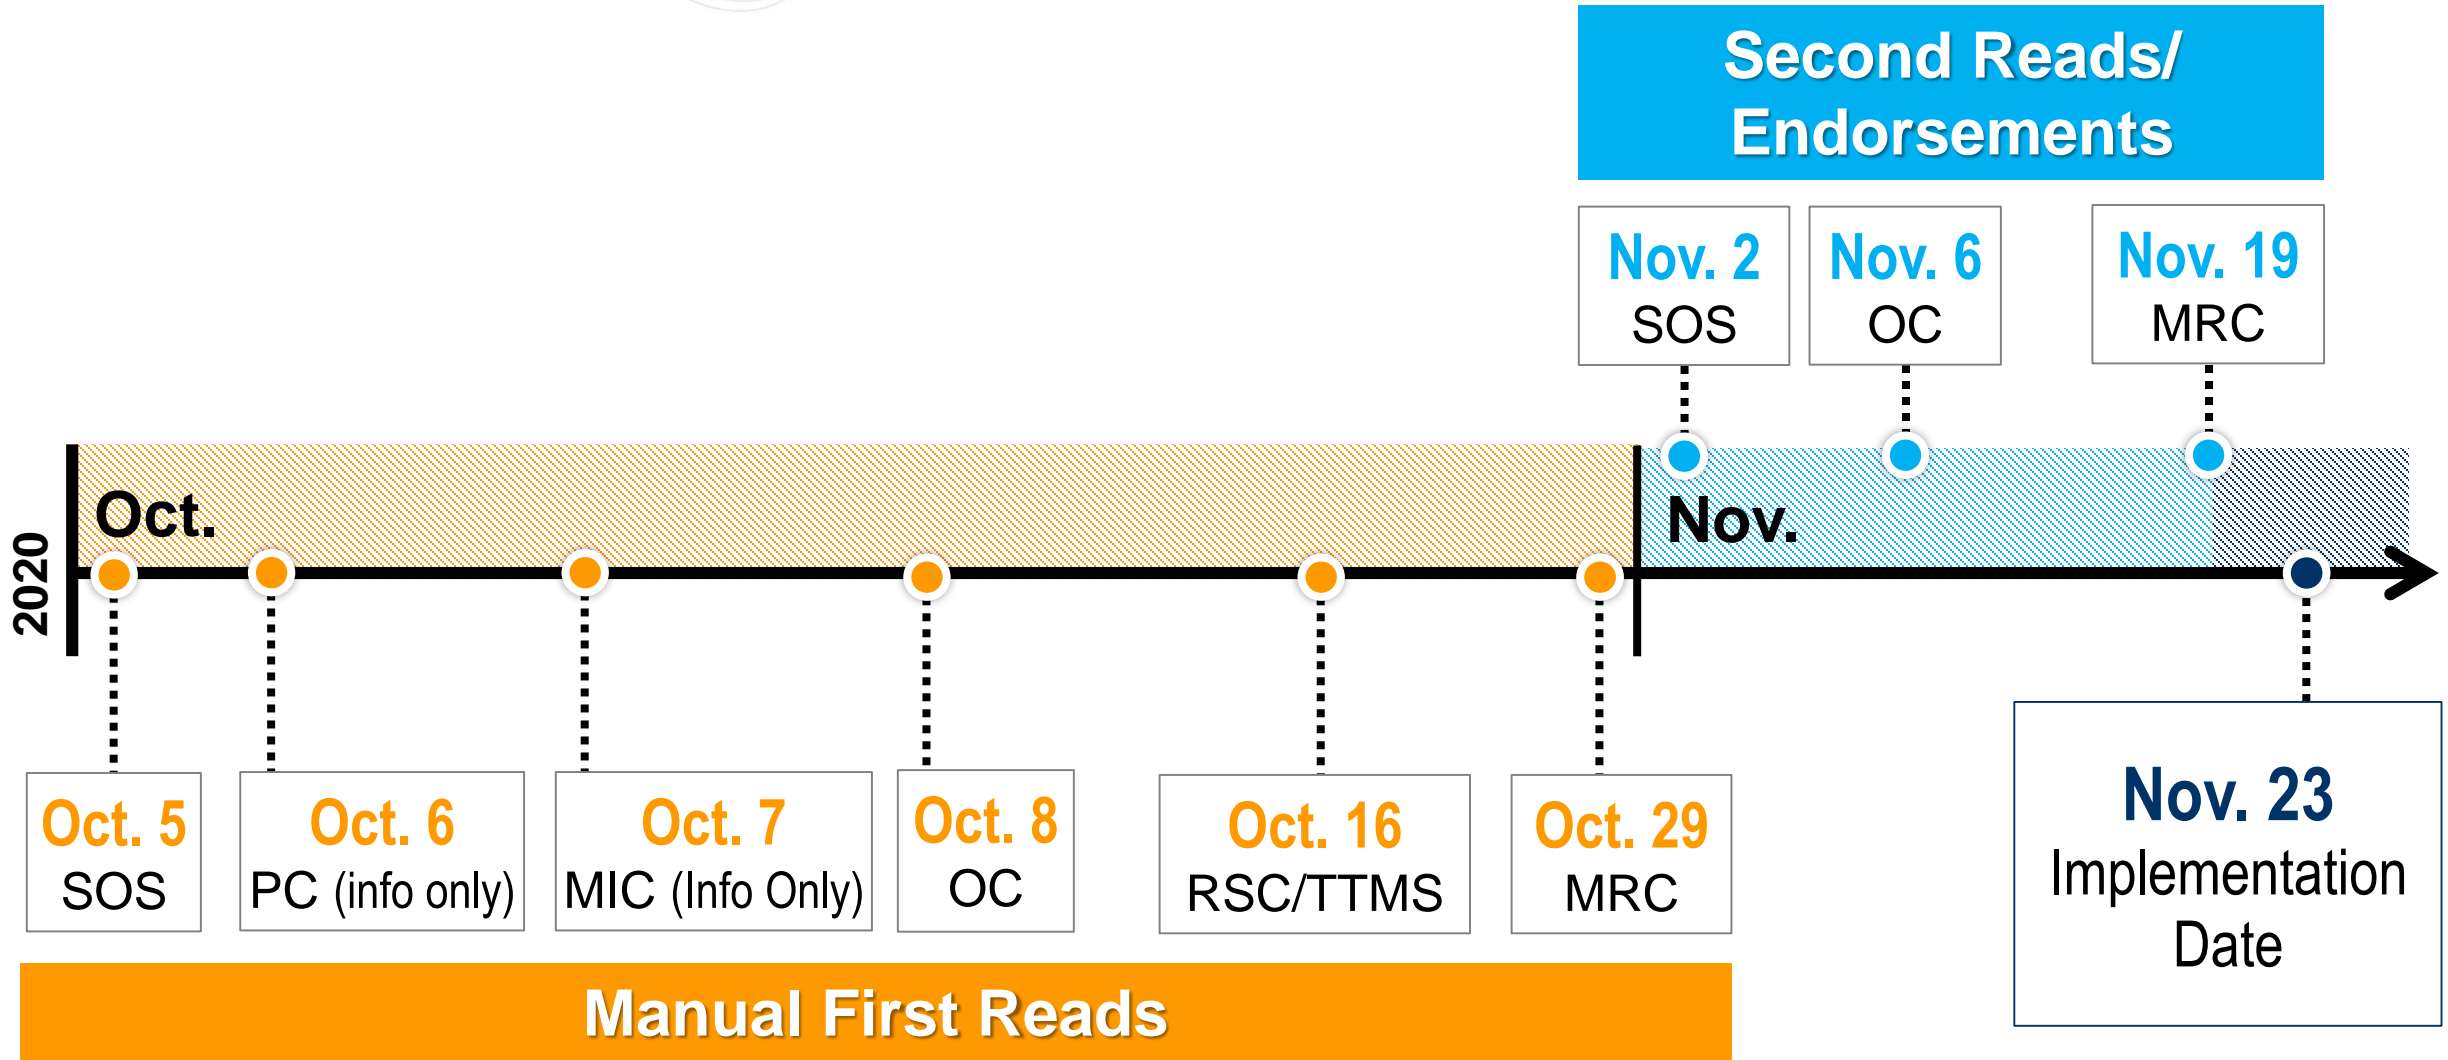 Second Reads/
Endorsements
Nov. 2
SOS
Nov. 6
OC
Nov. 19
MRC
2020
Oct.
Nov.
Oct. 5
SOS
Oct. 6
PC (info only)
Oct. 7
MIC (Info Only)
Oct. 8
OC
Oct. 16
RSC/TTMS
Oct. 29
MRC
Nov. 23
Implementation
Date
Manual First Reads